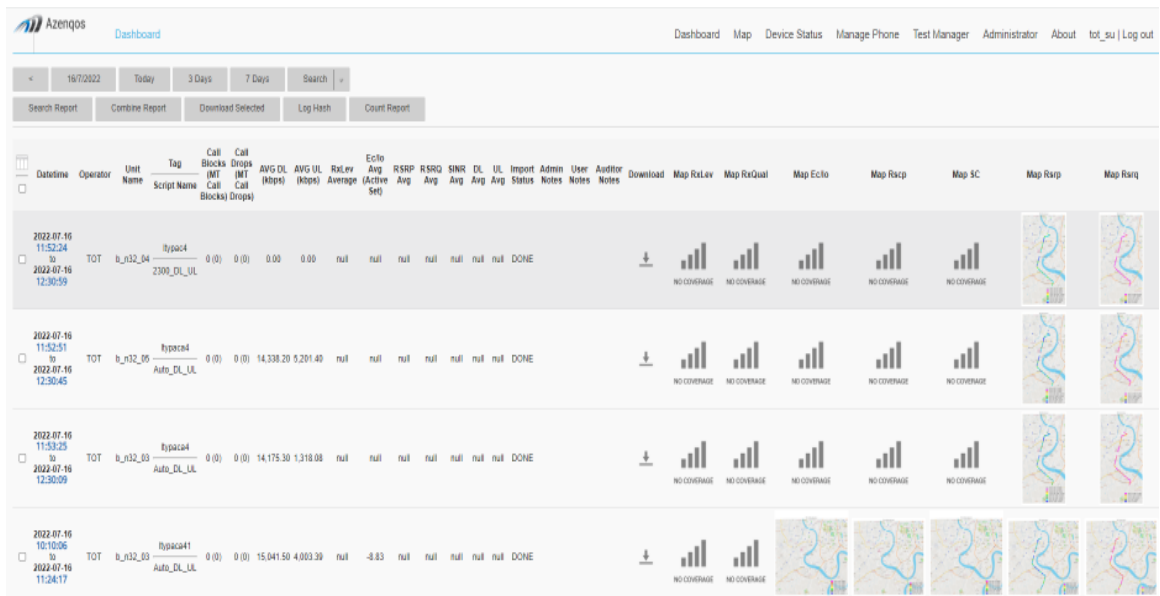 Azenqos
Dashboard
Dashboard Map Device Status Manage Phone Test Manager Administrator About tot_su | Log out
« 16/7/2022 Today 3 Days 7 Days Search
Search Report Combine Report Download Selected Log Hash Count Report
Datetime Operator Unit Name Tag Script Name Call Blocks (MT Call Blocks) Call Drops (MT Call Drops) AVG DL (kbps) AVG UL (kbps) RxLev Average Ec/Io Avg (Active Set) RSRP Avg RSRQ Avg SINR Avg DL Avg UL Avg Import Status Admin Notes User Notes Auditor Notes Download Map RxLev Map RxQual Map Ec/Io Map Rscp Map SC Map Rsrp Map Rsrq
2022-07-16
11:52:24
to
2022-07-16
12:30:59
TOT b_n32_04 ltypac4 2300_DL_UL 0 (0) 0 (0) 0.00 0.00 null null null null null null null DONE
NO COVERAGE NO COVERAGE NO COVERAGE NO COVERAGE NO COVERAGE
2022-07-16
11:52:51
to
2022-07-16
12:30:45
TOT b_n32_05 ltypaca4 Auto_DL_UL 0 (0) 0 (0) 14,338.20 5,201.40 null null null null null null null DONE
NO COVERAGE NO COVERAGE NO COVERAGE NO COVERAGE NO COVERAGE
2022-07-16
11:53:25
to
2022-07-16
12:30:09
TOT b_n32_03 ltypaca4 Auto_DL_UL 0 (0) 0 (0) 14,175.30 1,318.08 null null null null null null null DONE
NO COVERAGE NO COVERAGE NO COVERAGE NO COVERAGE NO COVERAGE
2022-07-16
10:10:06
to
2022-07-16
11:24:17
TOT b_n32_03 ltypaca41 Auto_DL_UL 0 (0) 0 (0) 15,041.50 4,003.39 null -8.83 null null null null null DONE
NO COVERAGE NO COVERAGE